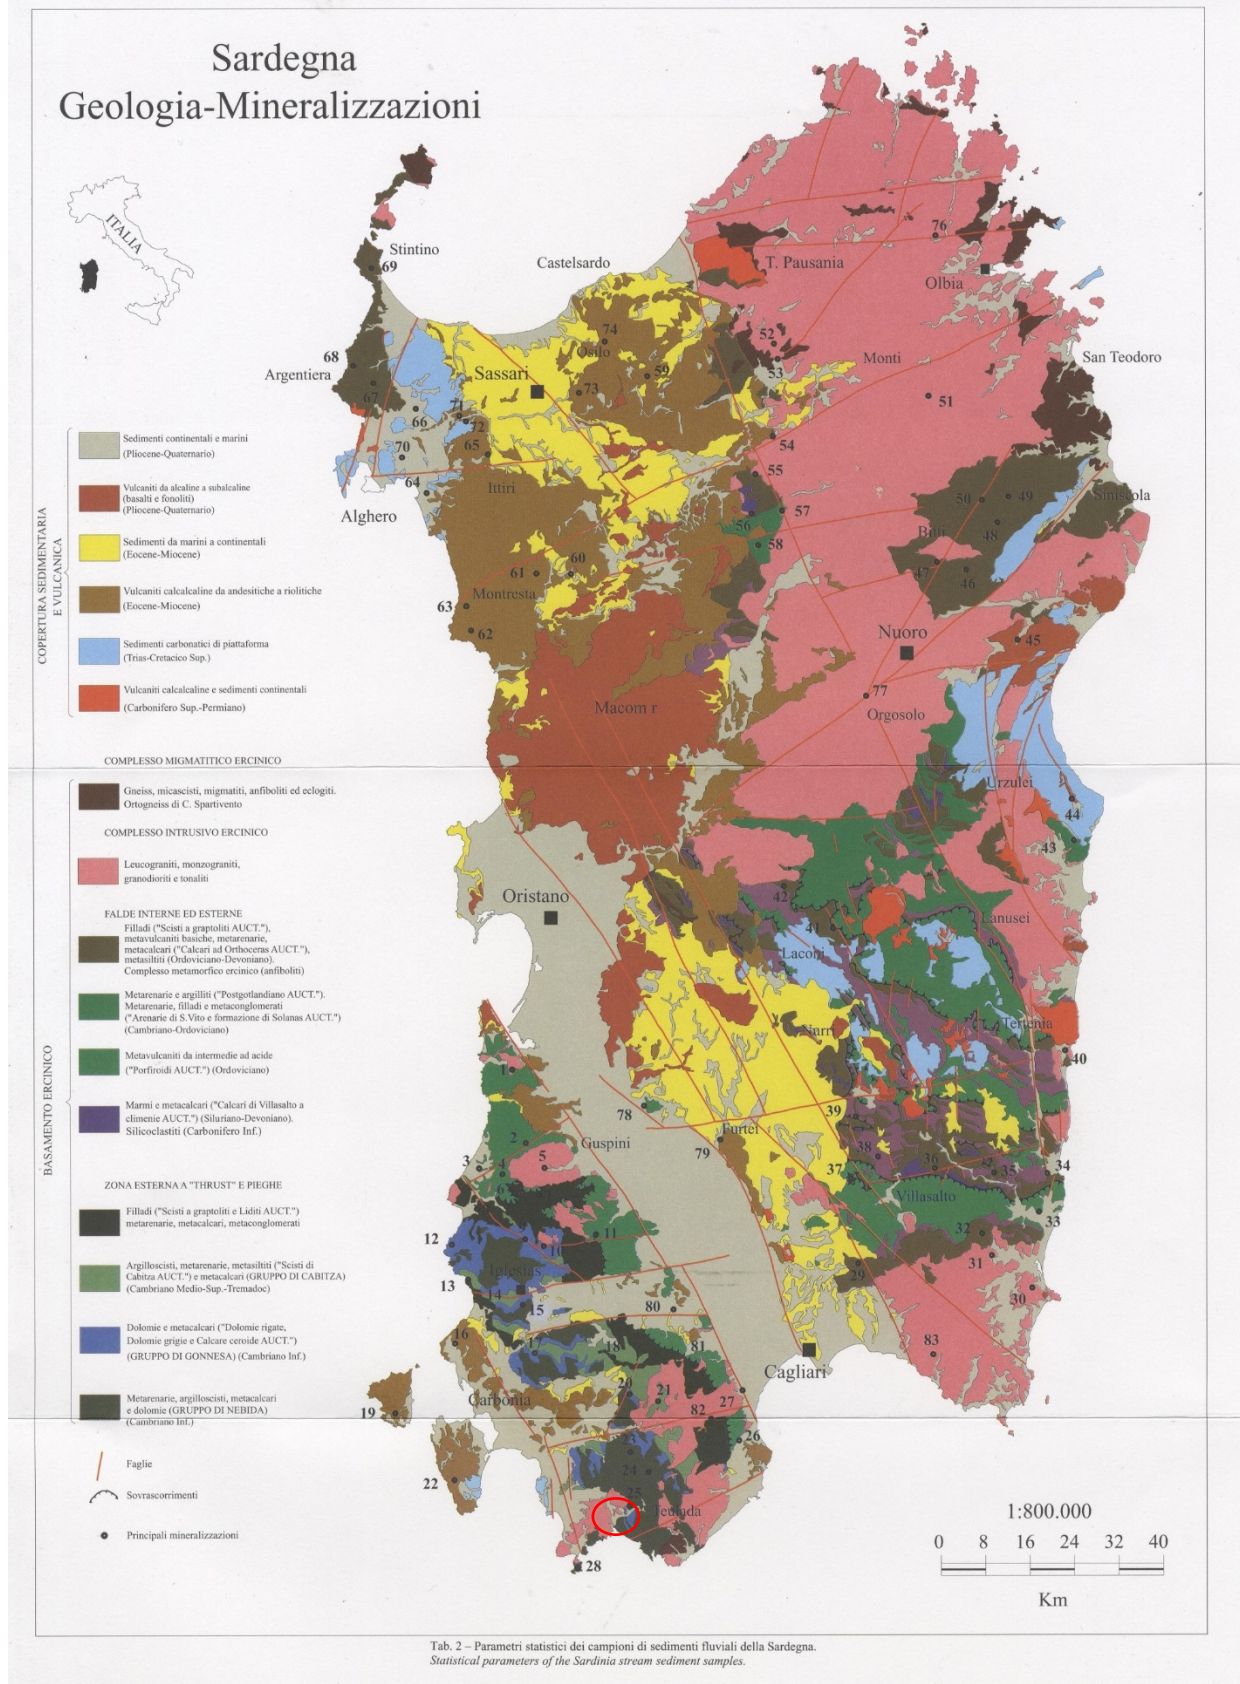 Sardegna
Geologia-Mineralizzazioni
ITALIA
Stintino
69
Castelsardo
T. Pausania
76
Olbia
74
Osilo
52
53
Monti
San Teodoro
68
Argentiera
67
Sassari
73
59
51
66
71
72
70
65
54
64
Ittiri
55
Alghero
50
49
Siniscola
56
57
48
Bitti
58
47
46
61
60
Montresta
63
62
Nuoro
45
77
Orgosolo
Macom r
Urzulei
44
43
Oristano
42
41
Lanusei
Laconi
Nurri
Tertenia
40
1
78
39
Furtei
79
Guspini
2
3
4
5
6
38
37
36
35
34
Villasalto
33
32
31
30
12
11
10
Iglesias
13
14
15
29
80
16
17
18
81
83
Cagliari
Carbonia
20
21
27
19
82
26
23
22
24
25
Teulada
28
COPERTURA SEDIMENTARIA
E VULCANICA
Sedimenti continentali e marini
(Pliocene-Quaternario)
Vulcaniti da alcaline a subalcaline
(basalti e fonoliti)
(Pliocene-Quaternario)
Sedimenti da marini a continentali
(Eocene-Miocene)
Vulcaniti calcalcaline da andesitiche a riolitiche
(Eocene-Miocene)
Sedimenti carbonatici di piattaforma
(Trias-Cretacico Sup.)
Vulcaniti calcalcaline e sedimenti continentali
(Carbonifero Sup.-Permiano)
BASAMENTO ERCINICO
COMPLESSO MIGMATITICO ERCINICO
Gneiss, micascisti, migmatiti, anfiboliti ed eclogiti.
Ortogneiss di C. Spartivento
COMPLESSO INTRUSIVO ERCINICO
Leucograniti, monzograniti,
granodioriti e tonaliti
FALDE INTERNE ED ESTERNE
Filladi ("Scisti a graptoliti AUCT."),
metavulcaniti basiche, metarenarie,
metacalcari ("Calcari ad Orthoceras AUCT."),
metasiltiti (Ordoviciano-Devoniano).
Complesso metamorfico ercinico (anfiboliti)
Metarenarie e argilliti ("Postgotlandiano AUCT.").
Metarenarie, filladi e metaconglomerati
("Arenarie di S.Vito e formazione di Solanas AUCT.")
(Cambriano-Ordoviciano)
Metavulcaniti da intermedie ad acide
("Porfiroidi AUCT.") (Ordoviciano)
Marmi e metacalcari ("Calcari di Villasalto a
climenie AUCT.") (Siluriano-Devoniano).
Silicoclastiti (Carbonifero Inf.)
ZONA ESTERNA A "THRUST" E PIEGHE
Filladi ("Scisti a graptoliti e Liditi AUCT.")
metarenarie, metacalcari, metaconglomerati
Argilloscisti, metarenarie, metasiltiti ("Scisti di
Cabitza AUCT.") e metacalcari (GRUPPO DI CABITZA)
(Cambriano Medio-Sup.-Tremadoc)
Dolomie e metacalcari ("Dolomie rigate,
Dolomie grigie e Calcare ceroide AUCT.")
(GRUPPO DI GONNESA) (Cambriano Inf.)
Metarenarie, argilloscisti, metacalcari
e dolomie (GRUPPO DI NEBIDA)
(Cambriano Inf.)
Faglie
Sovrascorrimenti
Principali mineralizzazioni
1:800.000
0 8 16 24 32 40
Km
Tab. 2 – Parametri statistici dei campioni di sedimenti fluviali della Sardegna.
Statistical parameters of the Sardinia stream sediment samples.